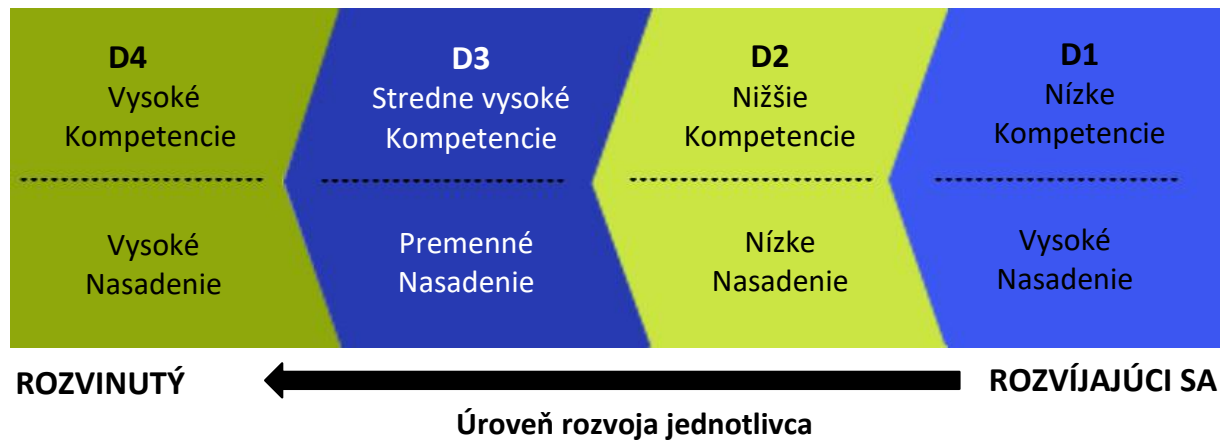 D4
Vysoké
Kompetencie
Vysoké
Nasadenie
D3
Stredne vysoké
Kompetencie
Premenné
Nasadenie
D2
Nižšie
Kompetencie
Nízke
Nasadenie
D1
Nízke
Kompetencie
Vysoké
Nasadenie
ROZVINUTÝ
ROZVÍJAJÚCI SA
Úroveň rozvoja jednotlivca